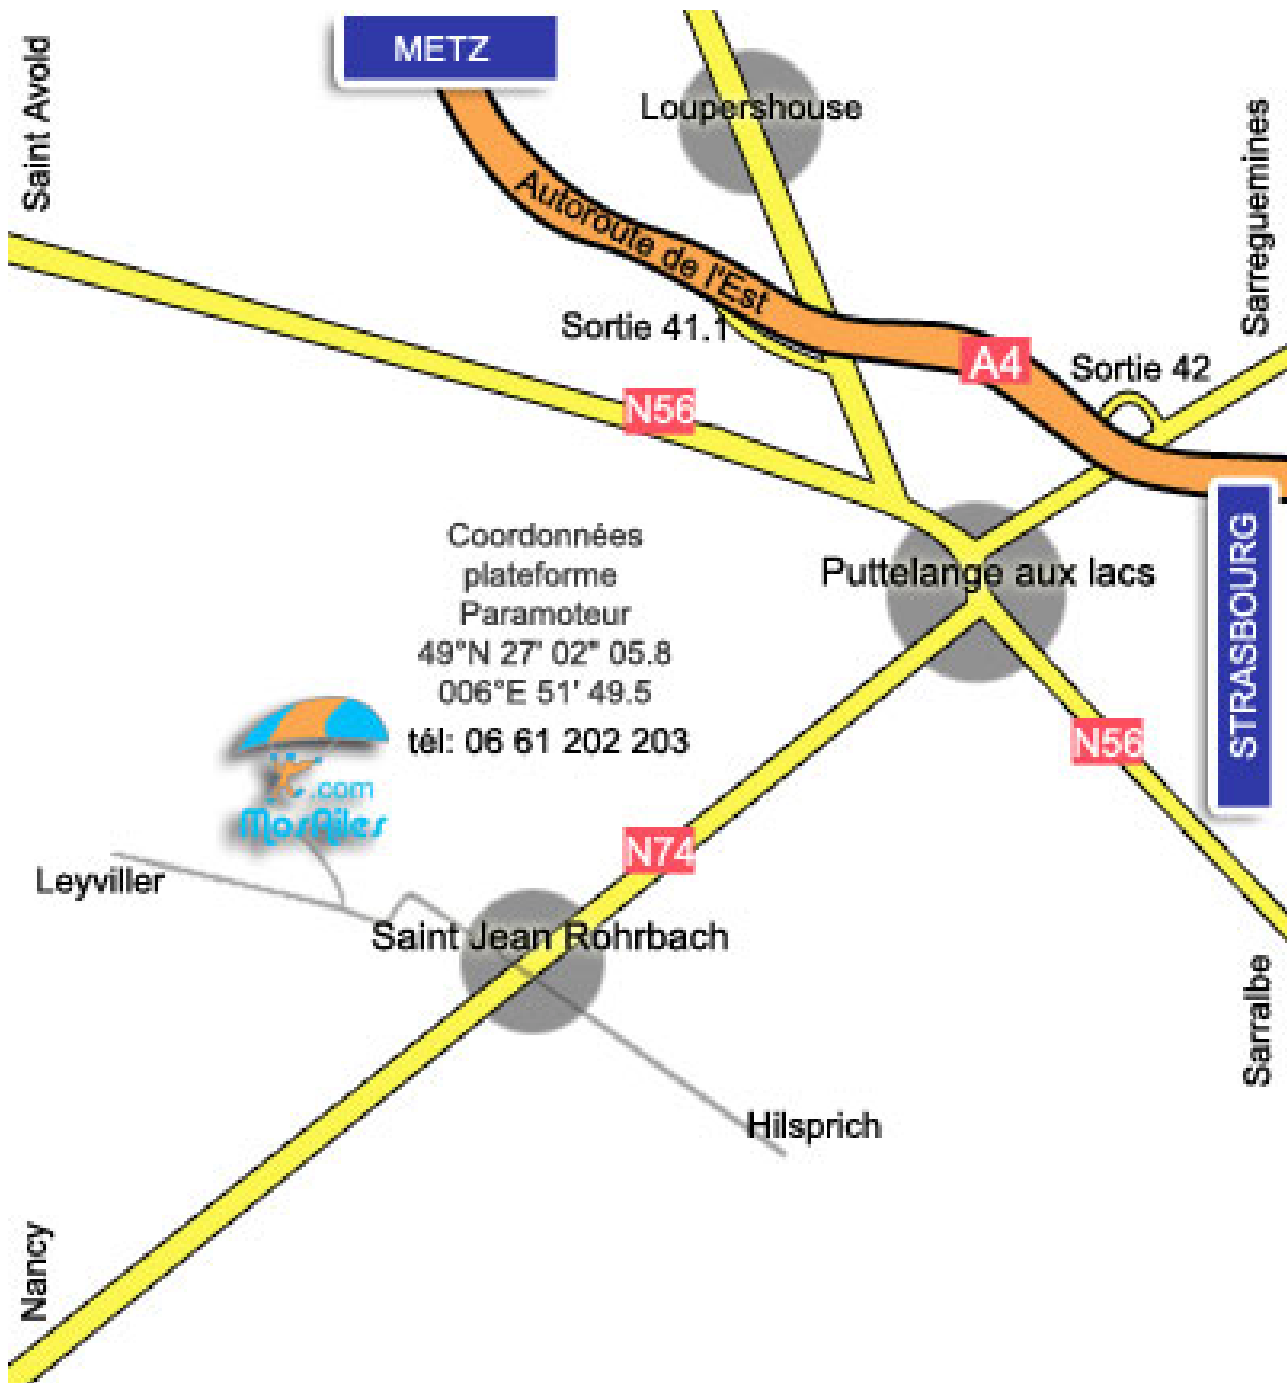 METZ
Saint Avold
Loupershouse
Sarreguemines
Autoroute de l'Est
Sortie 41.1
A4
Sortie 42
N56
Coordonnées
plateforme
Paramoteur
49°N 27' 02" 05.8
006°E 51' 49.5
tél: 06 61 202 203
Puttelange aux lacs
STRASBOURG
N56
.com
MosAiles
N74
Leyviller
Saint Jean Rohrbach
Sarralbe
Hilsprich
Nancy